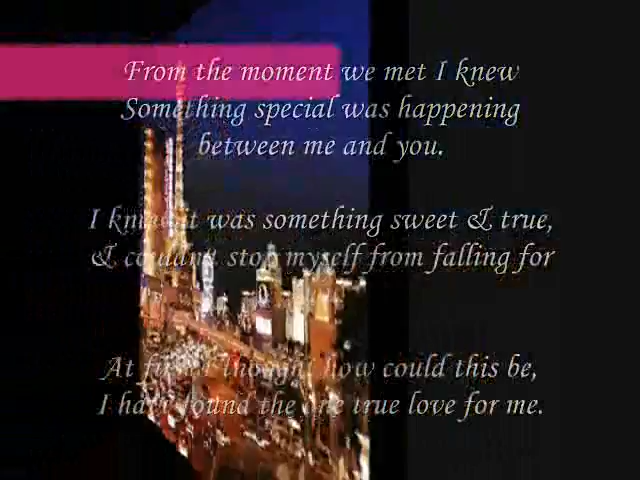 From the moment we met I knew
Something special was happening
between me and you.
I knew it was something sweet & true,
& couldn't stop myself from falling for
At first I thought how could this be,
I have found the one true love for me.